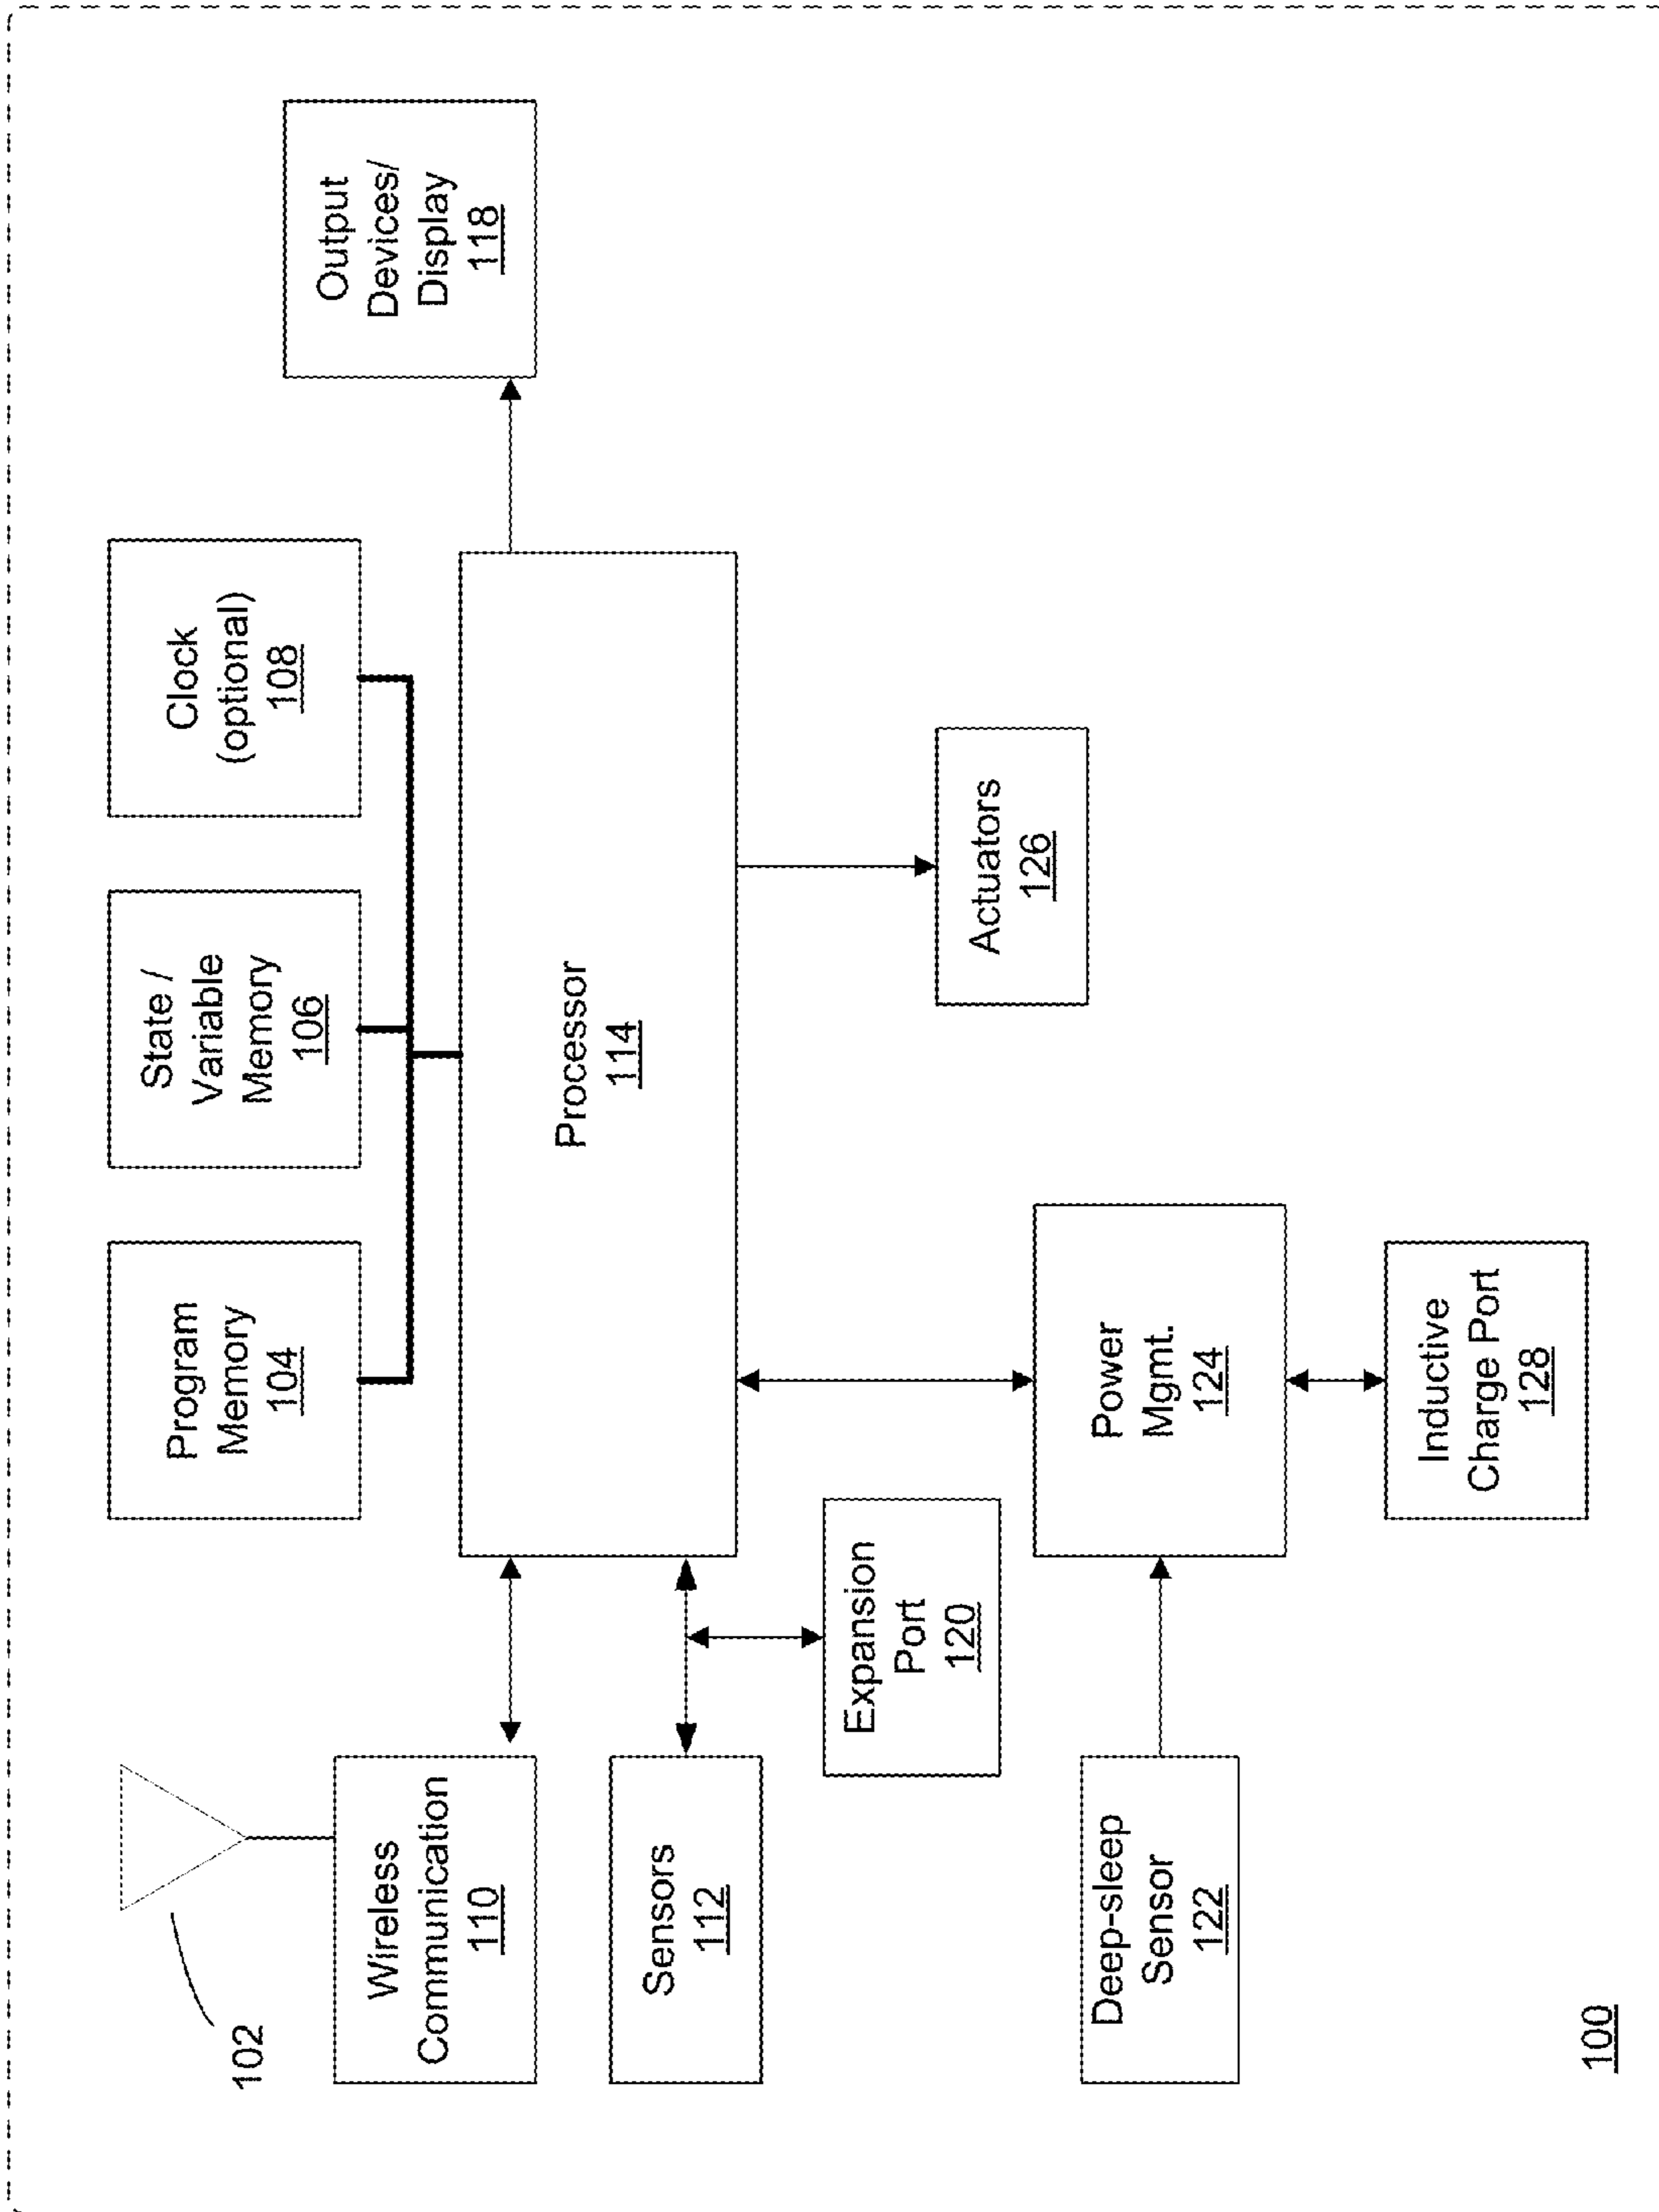 102
Program
Memory
104
State /
Variable
Memory
106
Clock
(optional)
108
Wireless
Communication
110
Output
Devices/
Display
118
Processor
114
Sensors
112
Expansion
Port
120
Actuators
126
Deep-sleep
Sensor
122
Power
Mgmt.
124
Inductive
Charge Port
128
100